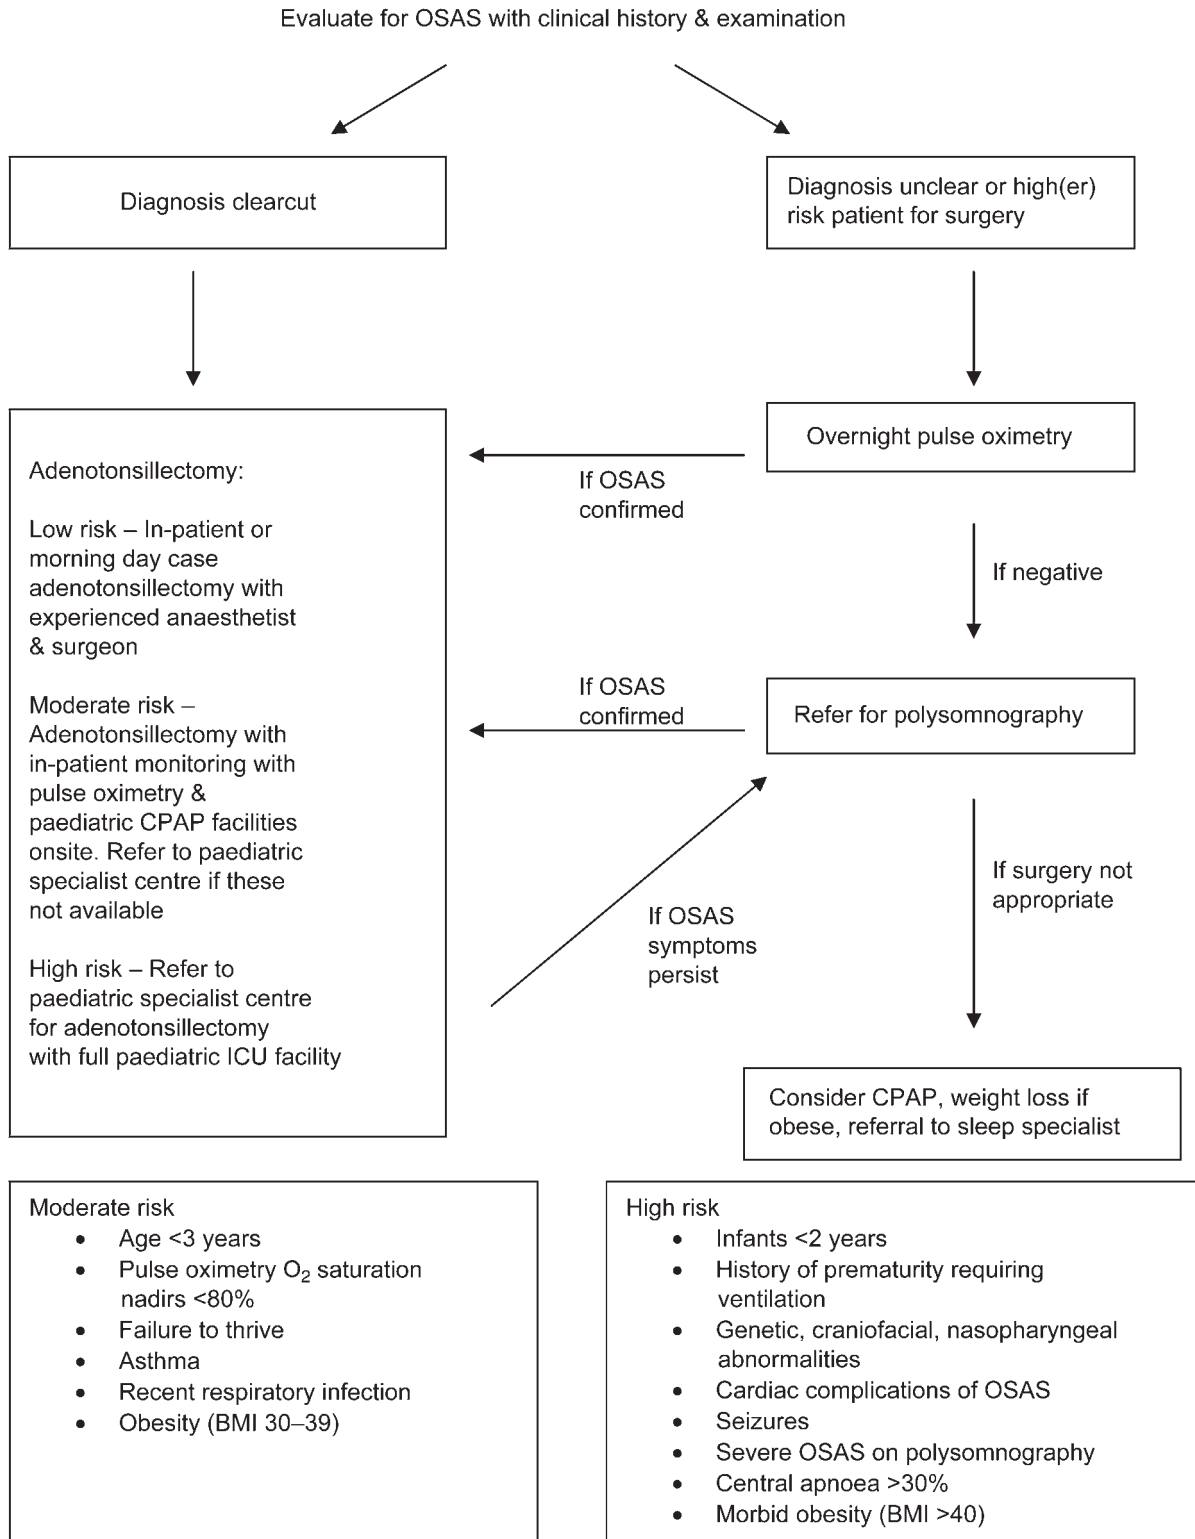 Evaluate for OSAS with clinical history & examination
Diagnosis clearcut
Diagnosis unclear or high(er)
risk patient for surgery
Overnight pulse oximetry
If OSAS
confirmed
If negative
Adenotonsillectomy:
Low risk – In-patient or
morning day case
adenotonsillectomy with
experienced anaesthetist
& surgeon
Moderate risk –
Adenotonsillectomy with
in-patient monitoring with
pulse oximetry &
paediatric CPAP facilities
onsite. Refer to paediatric
specialist centre if these
not available
High risk – Refer to
paediatric specialist centre
for adenotonsillectomy
with full paediatric ICU facility
If OSAS
confirmed
Refer for polysomnography
If OSAS
symptoms
persist
If surgery not
appropriate
Consider CPAP, weight loss if
obese, referral to sleep specialist
Moderate risk
• Age <3 years
• Pulse oximetry O₂ saturation
nadirs <80%
• Failure to thrive
• Asthma
• Recent respiratory infection
• Obesity (BMI 30–39)
High risk
• Infants <2 years
• History of prematurity requiring
ventilation
• Genetic, craniofacial, nasopharyngeal
abnormalities
• Cardiac complications of OSAS
• Seizures
• Severe OSAS on polysomnography
• Central apnoea >30%
• Morbid obesity (BMI >40)